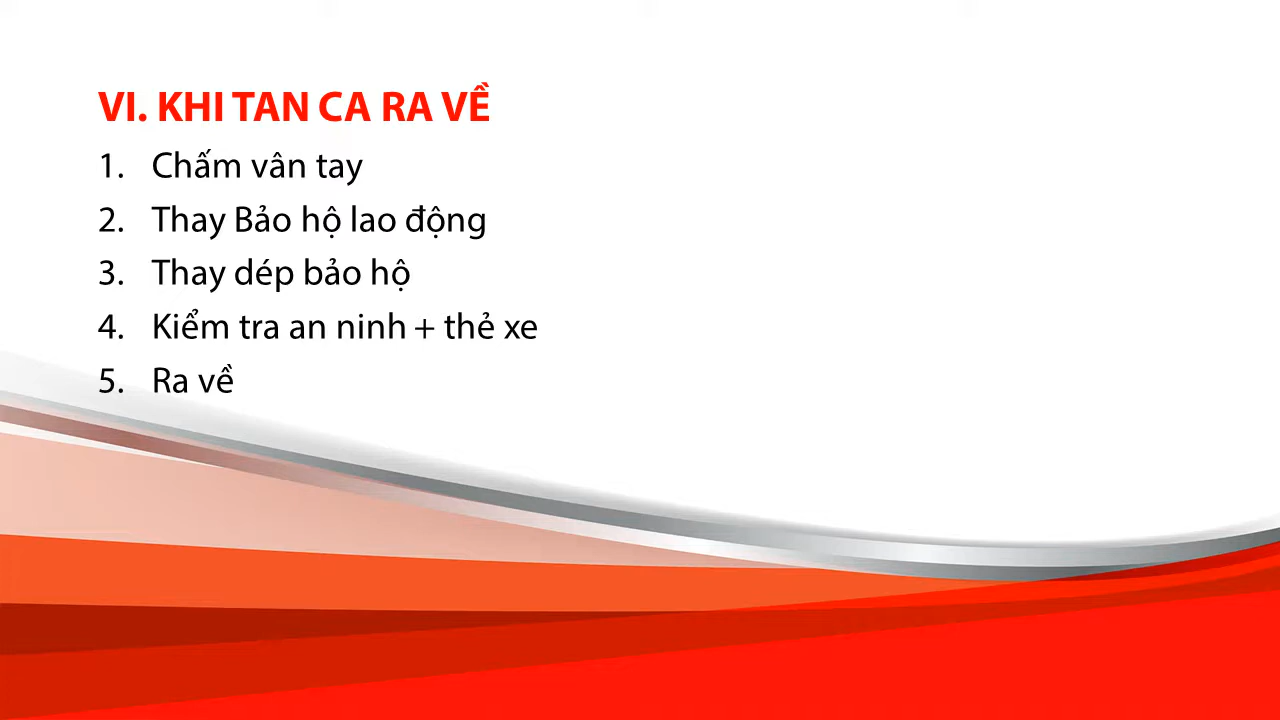 VI. KHI TAN CA RA VỀ
1. Chấm vân tay
2. Thay Bảo hộ lao động
3. Thay dép bảo hộ
4. Kiểm tra an ninh + thẻ xe
5. Ra về